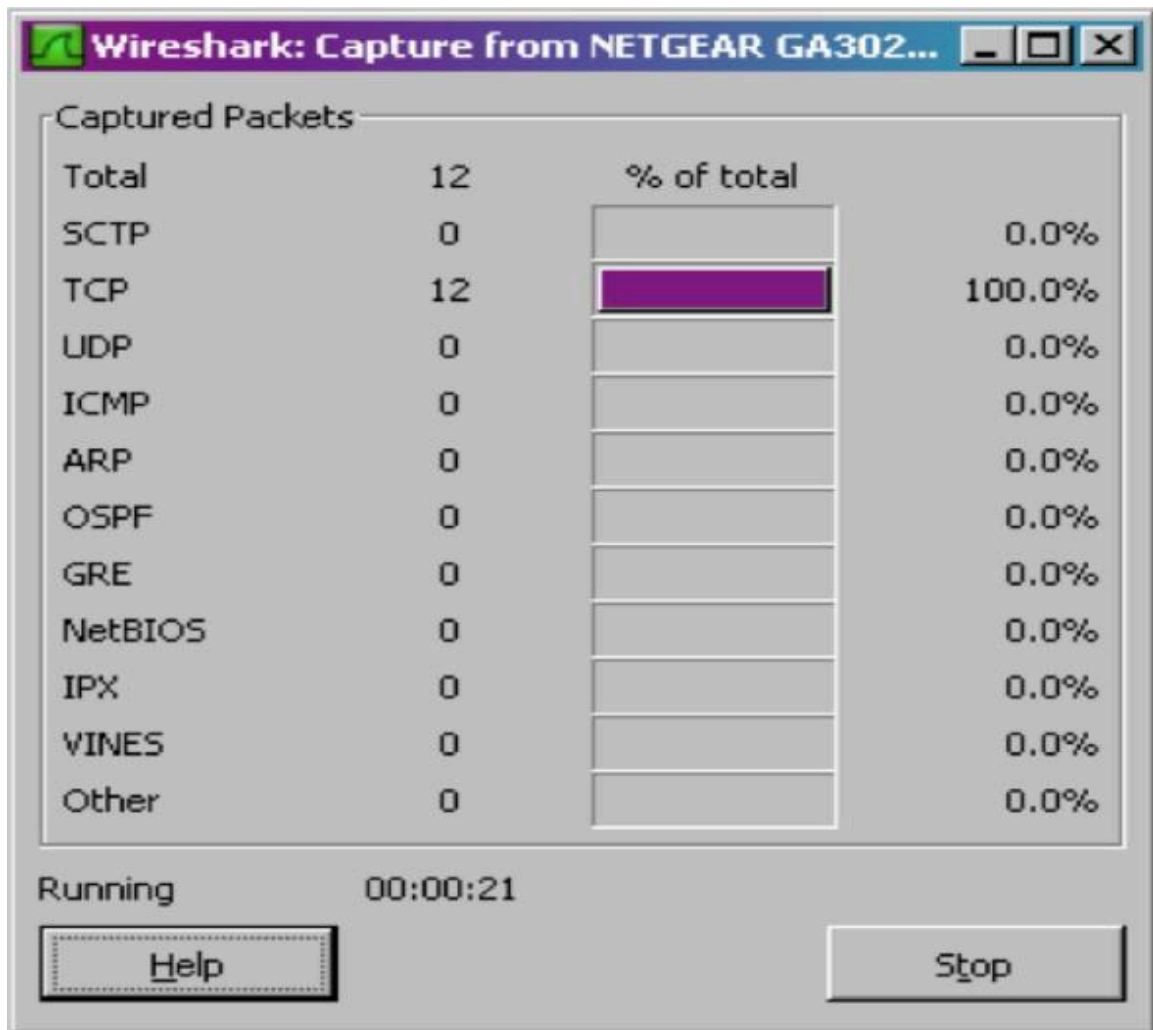 Wireshark: Capture from NETGEAR GA302...
Captured Packets
Total 12 % of total
SCTP 0 0.0%
TCP 12 100.0%
UDP 0 0.0%
ICMP 0 0.0%
ARP 0 0.0%
OSPF 0 0.0%
GRE 0 0.0%
NetBIOS 0 0.0%
IPX 0 0.0%
VINES 0 0.0%
Other 0 0.0%
Running 00:00:21
Help Stop